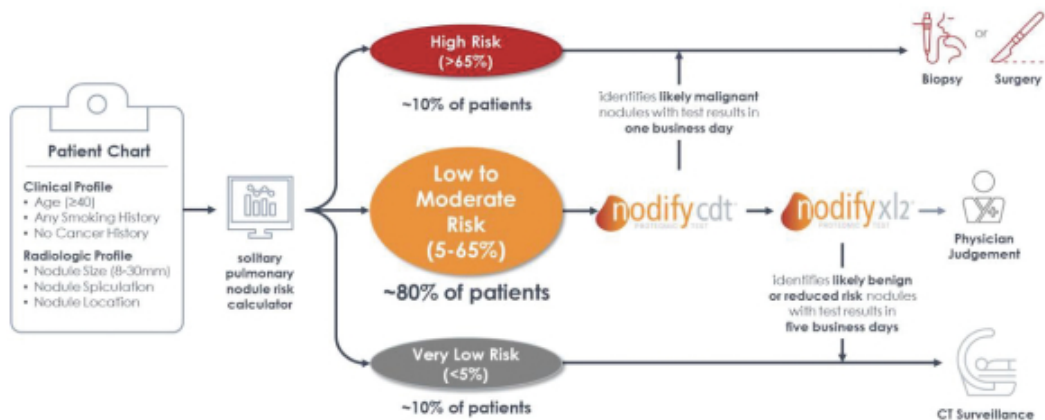 Patient Chart
Clinical Profile
• Age (≥40)
• Any Smoking History
• No Cancer History
Radiologic Profile
• Nodule Size (8-30mm)
• Nodule Spiculation
• Nodule Location
solitary
pulmonary
nodule risk
calculator
High Risk
(>65%)
~10% of patients
Low to
Moderate
Risk
(5-65%)
~80% of patients
Very Low Risk
(<5%)
~10% of patients
identifies likely malignant
nodules with test results in
one business day
nodify cdt
PROTEOMIC TEST
nodify xl2
PROTEOMIC TEST
identifies likely benign
or reduced risk nodules
with test results in
five business days
or
Biopsy
Surgery
Physician
Judgement
CT Surveillance